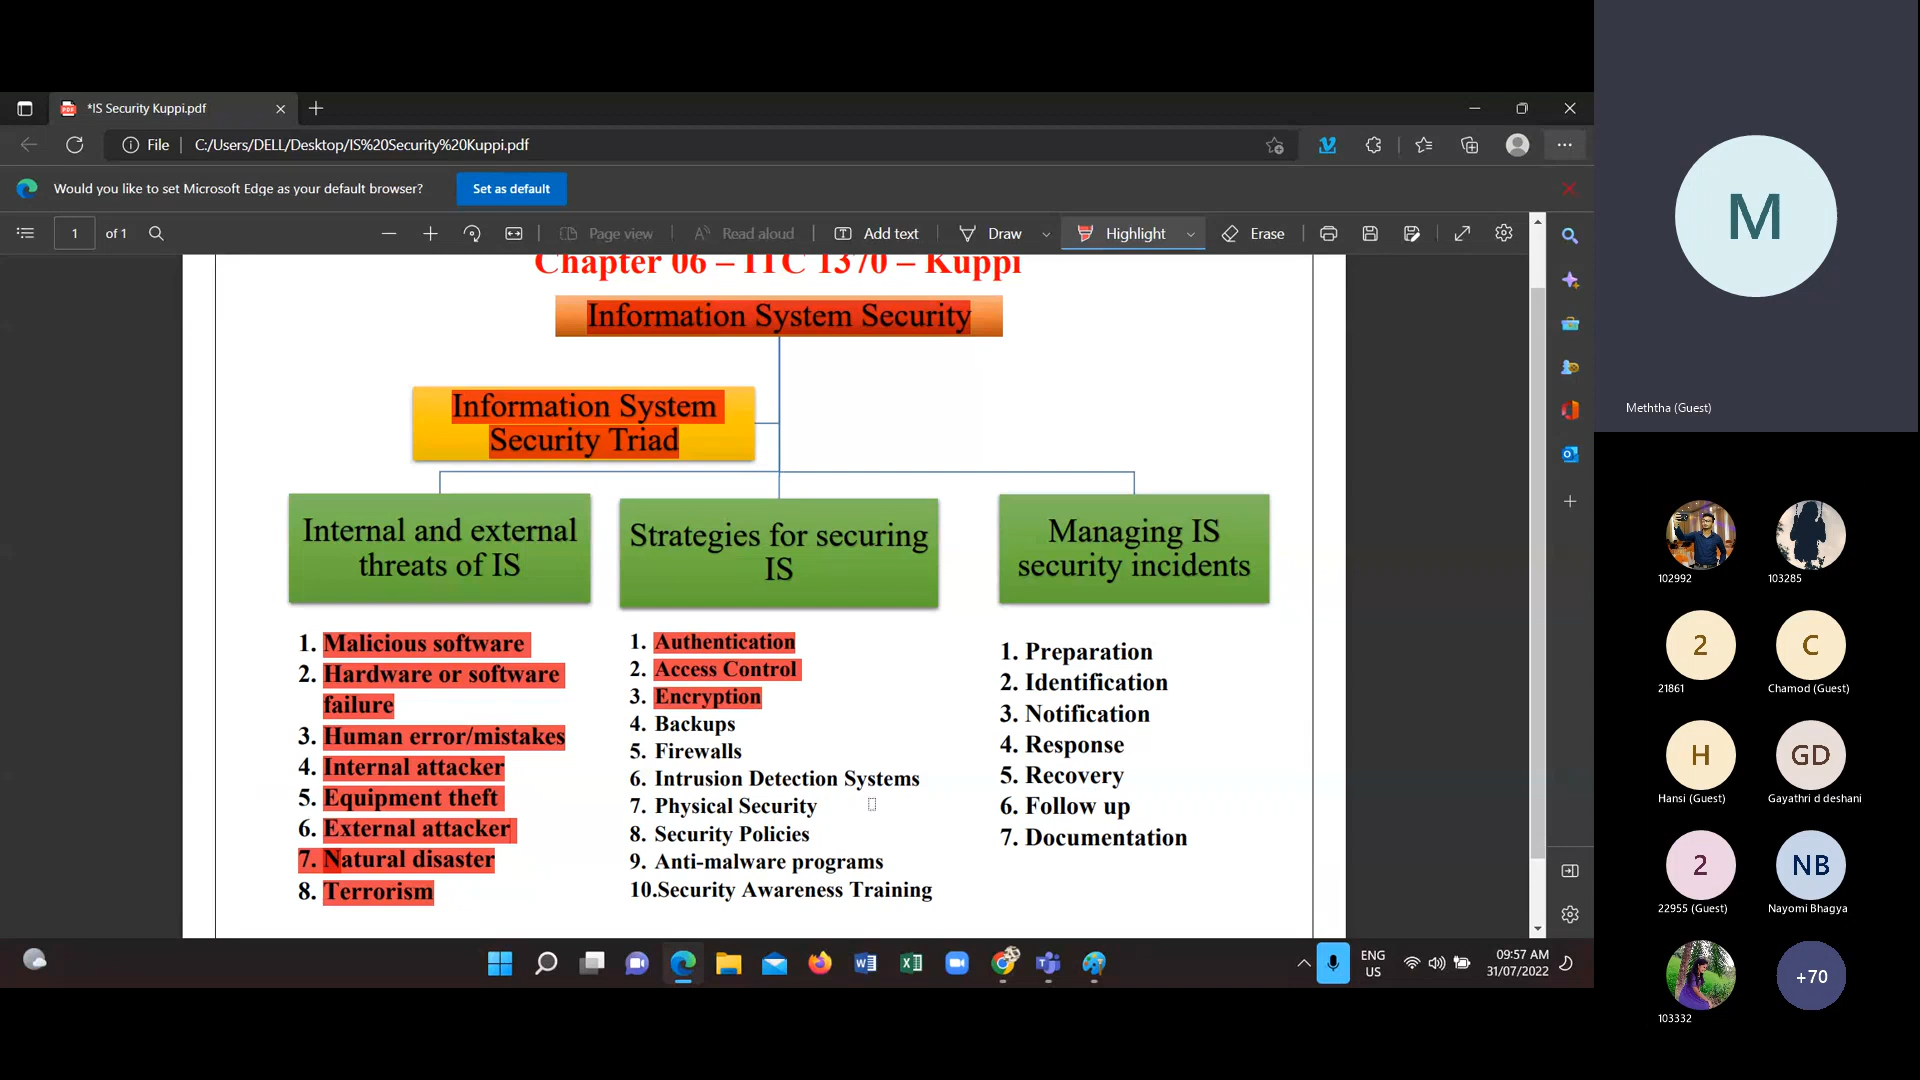 *IS Security Kuppi.pdf
File
C:/Users/DELL/Desktop/IS%20Security%20Kuppi.pdf
Would you like to set Microsoft Edge as your default browser?
Set as default
1
of 1
Page view
Read aloud
Add text
Draw
Highlight
Erase
Chapter 06 – ITC 1370 – Kuppi
Information System Security
Information System
Security Triad
Internal and external
threats of IS
Strategies for securing
IS
Managing IS
security incidents
1. Malicious software
2. Hardware or software
failure
3. Human error/mistakes
4. Internal attacker
5. Equipment theft
6. External attacker
7. Natural disaster
8. Terrorism
1. Authentication
2. Access Control
3. Encryption
4. Backups
5. Firewalls
6. Intrusion Detection Systems
7. Physical Security
8. Security Policies
9. Anti-malware programs
10.Security Awareness Training
1. Preparation
2. Identification
3. Notification
4. Response
5. Recovery
6. Follow up
7. Documentation
ENG
US
09:57 AM
31/07/2022
M
Meththa (Guest)
102992
103285
2
21861
C
Chamod (Guest)
H
Hansi (Guest)
GD
Gayathri d deshani
2
22955 (Guest)
NB
Nayomi Bhagya
103332
+70